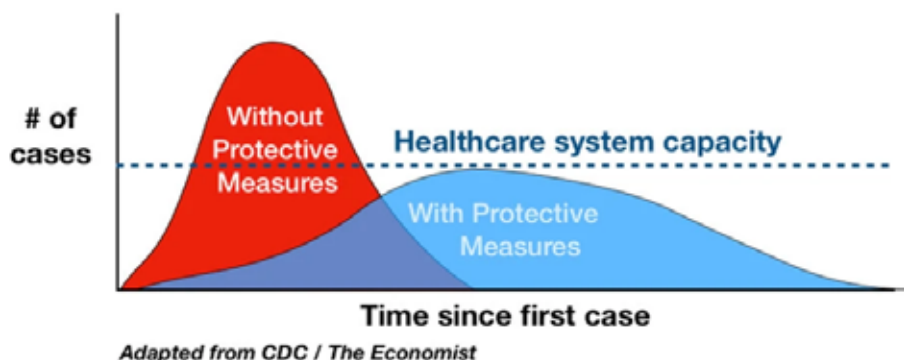 # of
cases
Without
Protective
Measures
Healthcare system capacity
With Protective
Measures
Time since first case
Adapted from CDC / The Economist